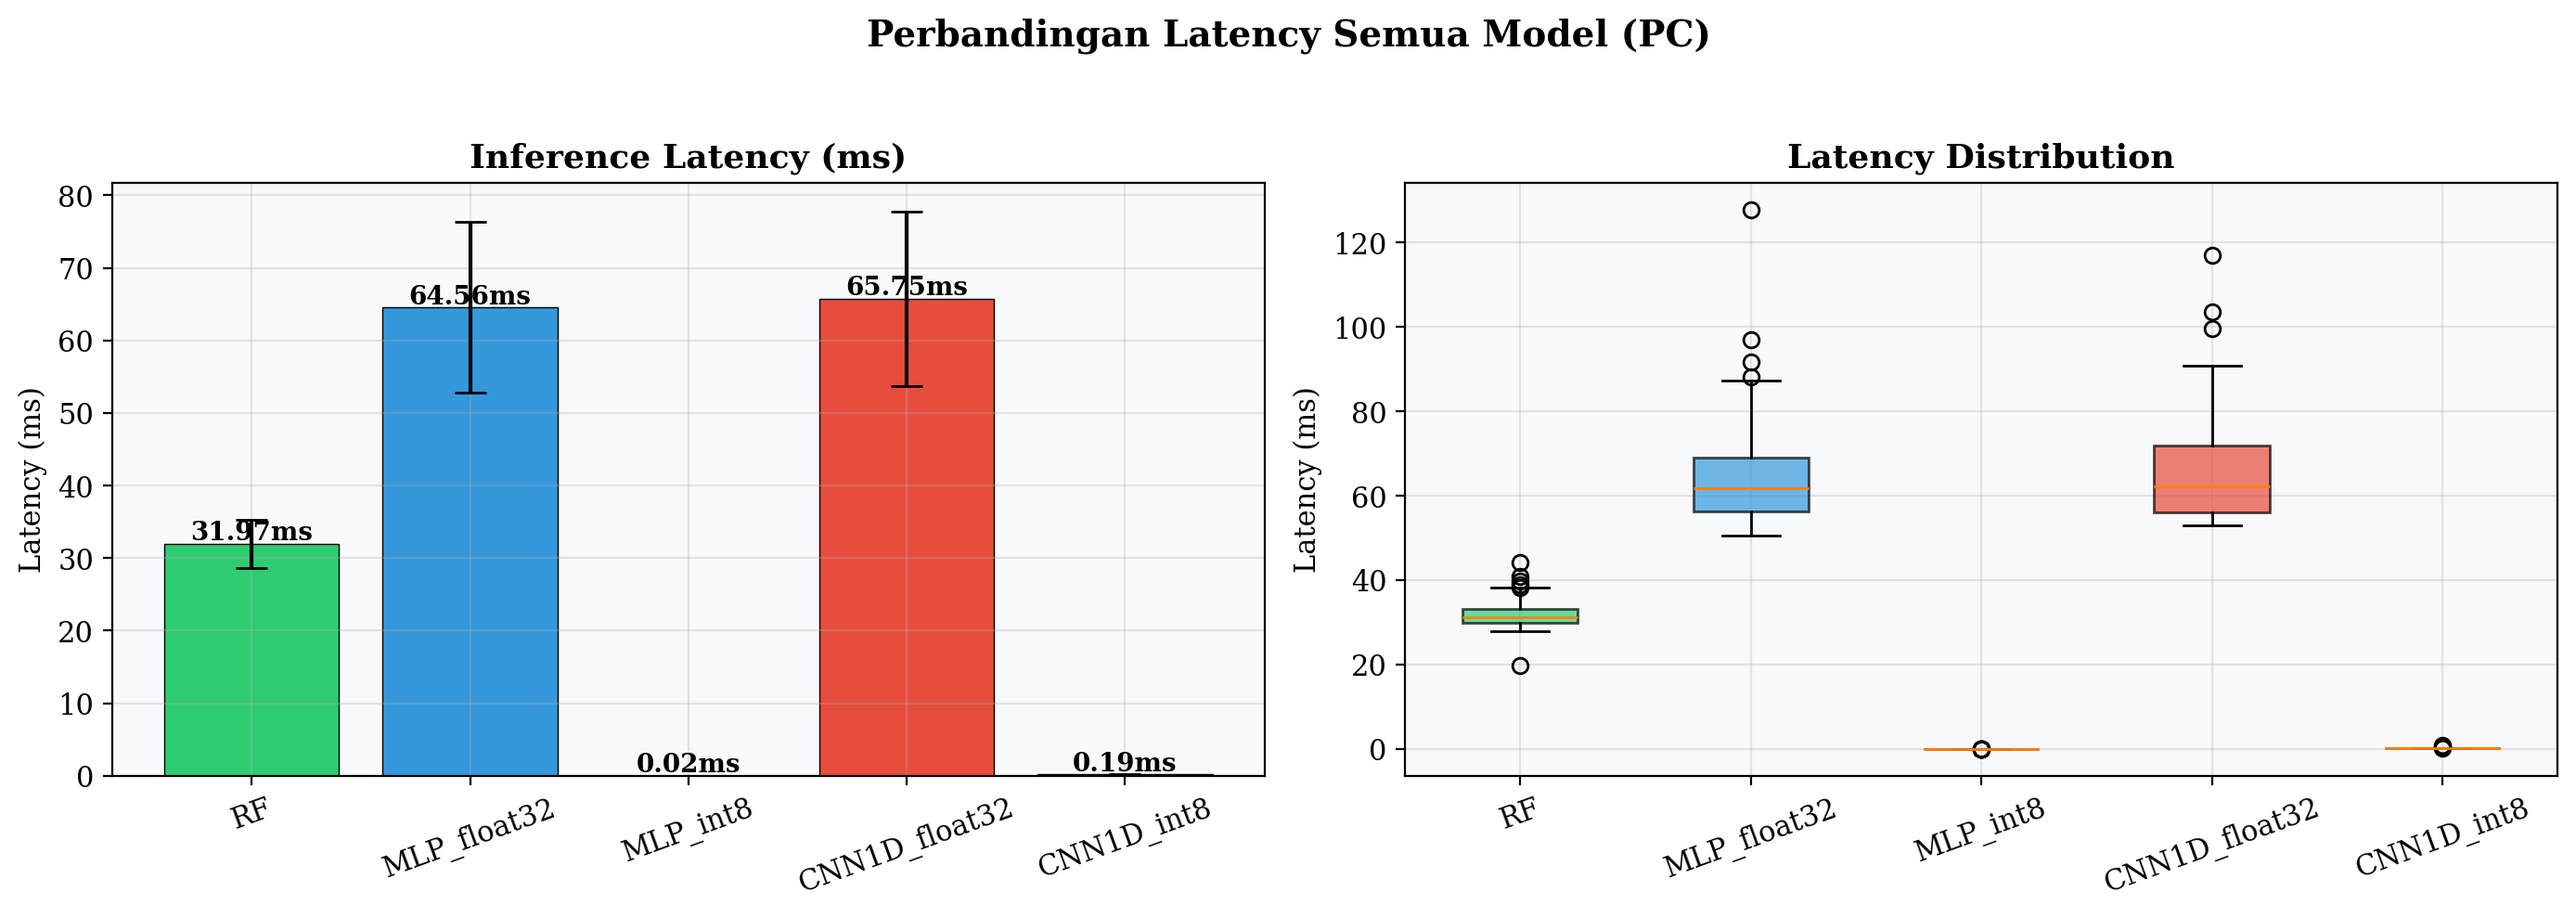 Perbandingan Latency Semua Model (PC)
Inference Latency (ms)
Latency (ms)
80
70
60
50
40
30
20
10
0
31.97ms
64.56ms
0.02ms
65.75ms
0.19ms
RF
MLP_float32
MLP_int8
CNN1D_float32
CNN1D_int8
Latency Distribution
Latency (ms)
120
100
80
60
40
20
0
RF
MLP_float32
MLP_int8
CNN1D_float32
CNN1D_int8